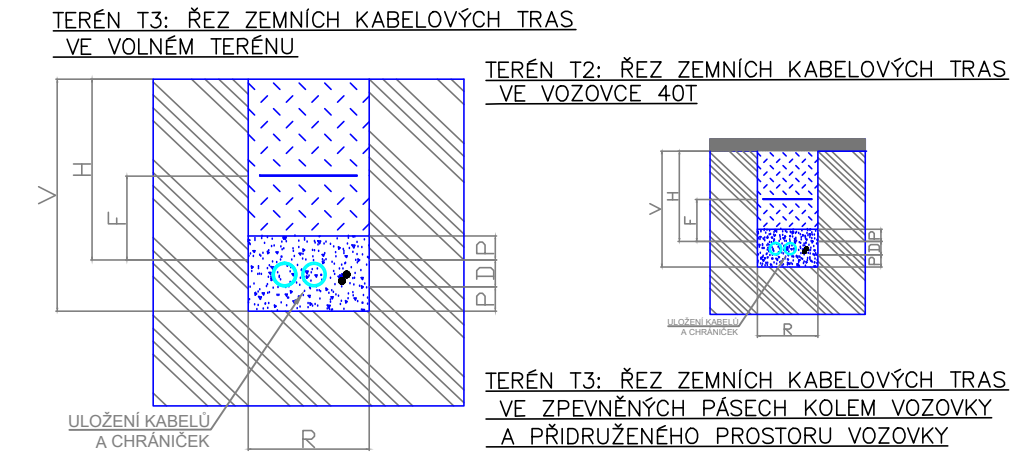 TERÉN T3: ŘEZ ZEMNÍCH KABELOVÝCH TRAS
VE VOLNÉM TERÉNU
V
H
F
P
D
P
R
ULOŽENÍ KABELŮ
A CHRÁNIČEK
TERÉN T2: ŘEZ ZEMNÍCH KABELOVÝCH TRAS
VE VOZOVCE 40T
V
H
F
P
D
P
R
ULOŽENÍ KABELŮ
A CHRÁNIČEK
TERÉN T3: ŘEZ ZEMNÍCH KABELOVÝCH TRAS
VE ZPEVNĚNÝCH PÁSECH KOLEM VOZOVKY
A PŘIDRUŽENÉHO PROSTORU VOZOVKY